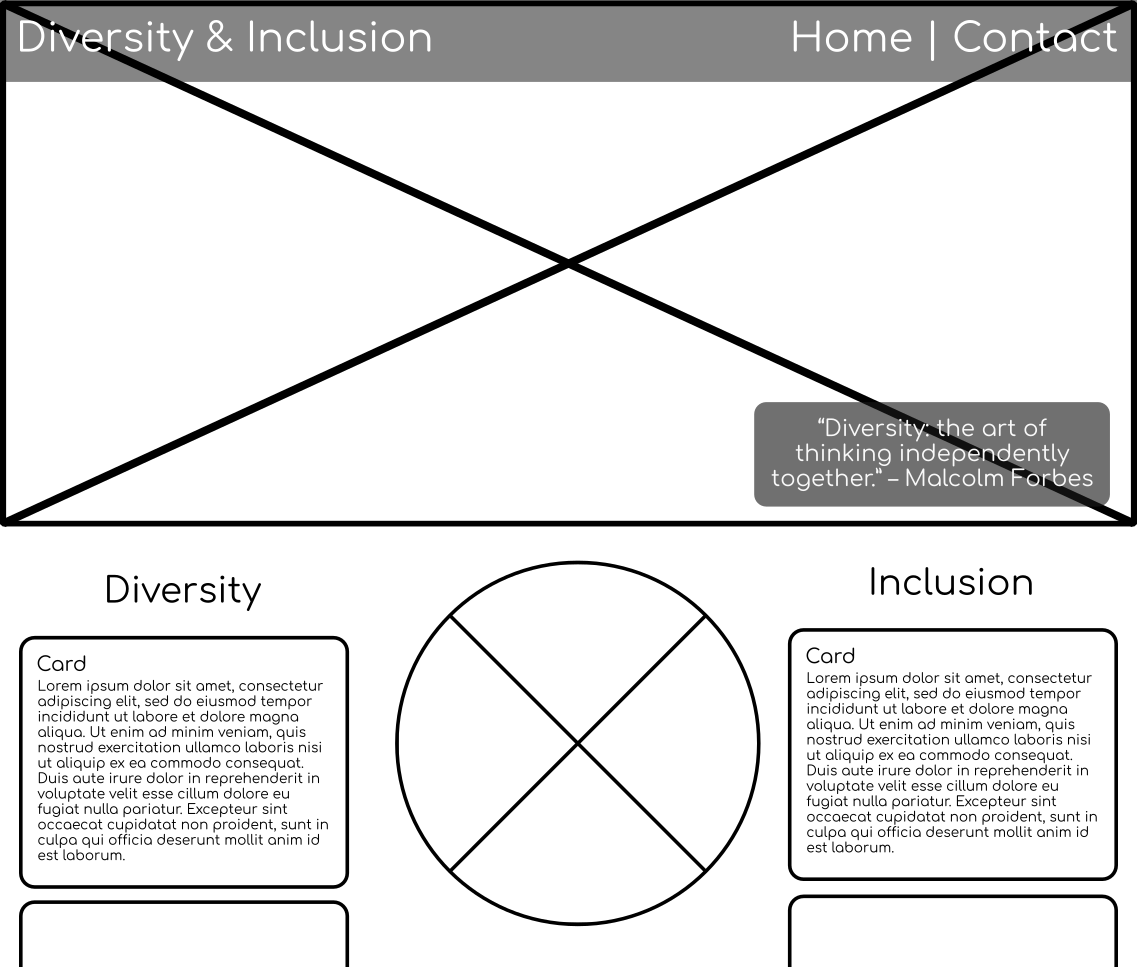 Diversity & Inclusion
Home | Contact
“Diversity: the art of
thinking independently
together.” – Malcolm Forbes
Diversity
Card
Lorem ipsum dolor sit amet, consectetur
adipiscing elit, sed do eiusmod tempor
incididunt ut labore et dolore magna
aliqua. Ut enim ad minim veniam, quis
nostrud exercitation ullamco laboris nisi
ut aliquip ex ea commodo consequat.
Duis aute irure dolor in reprehenderit in
voluptate velit esse cillum dolore eu
fugiat nulla pariatur. Excepteur sint
occaecat cupidatat non proident, sunt in
culpa qui officia deserunt mollit anim id
est laborum.
Inclusion
Card
Lorem ipsum dolor sit amet, consectetur
adipiscing elit, sed do eiusmod tempor
incididunt ut labore et dolore magna
aliqua. Ut enim ad minim veniam, quis
nostrud exercitation ullamco laboris nisi
ut aliquip ex ea commodo consequat.
Duis aute irure dolor in reprehenderit in
voluptate velit esse cillum dolore eu
fugiat nulla pariatur. Excepteur sint
occaecat cupidatat non proident, sunt in
culpa qui officia deserunt mollit anim id
est laborum.